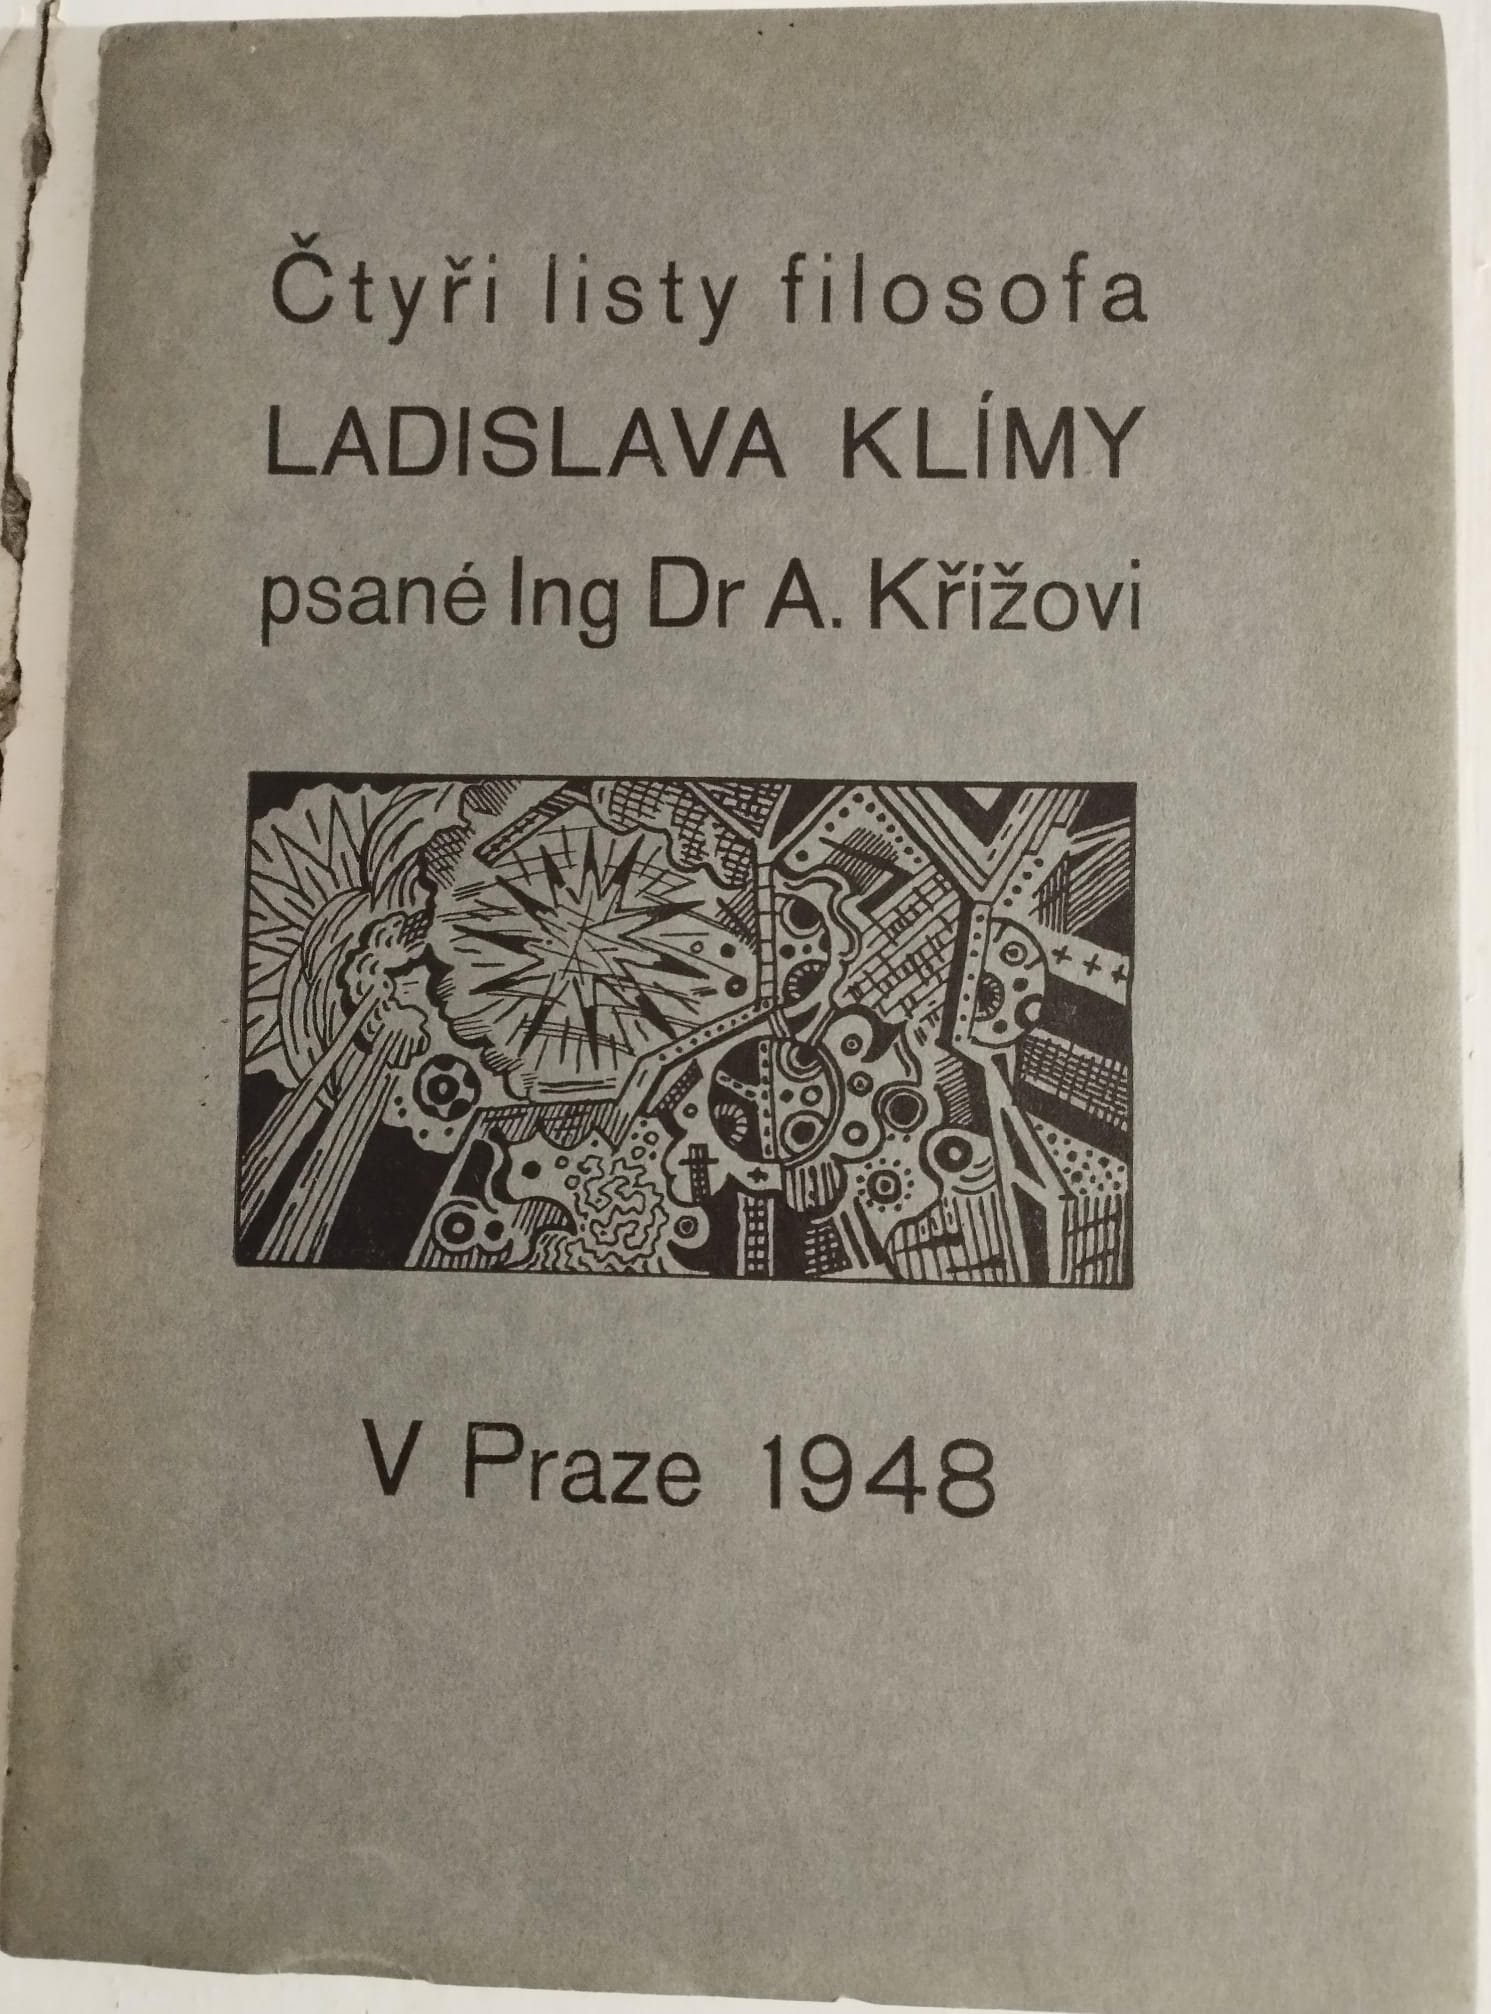 Čtyři listy filosofa
LADISLAVA KLÍMY
psané Ing Dr A. Křížovi
V Praze 1948